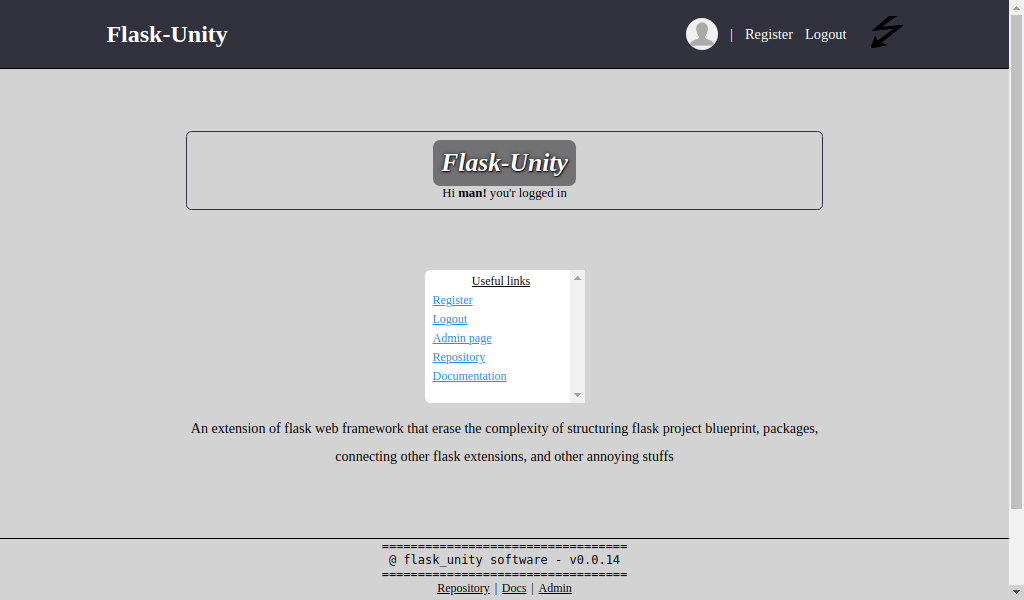 Flask-Unity
| Register Logout
Flask-Unity
Hi man! you'r logged in
Useful links
Register
Logout
Admin page
Repository
Documentation
An extension of flask web framework that erase the complexity of structuring flask project blueprint, packages,
connecting other flask extensions, and other annoying stuffs
==================================
@ flask_unity software - v0.0.14
==================================
Repository | Docs | Admin